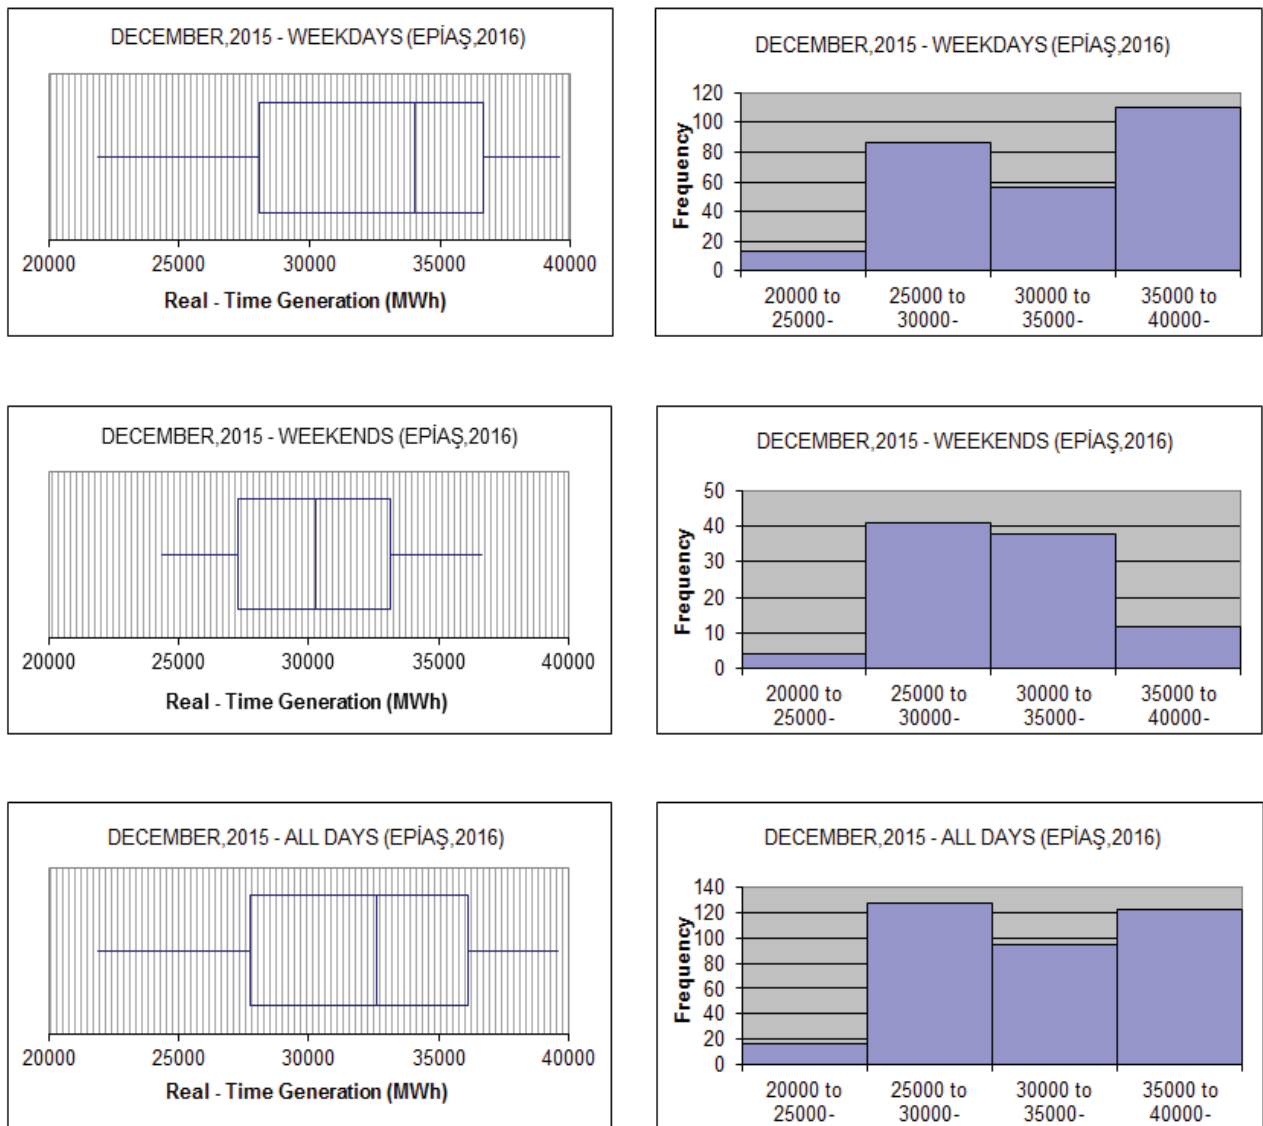 DECEMBER,2015 - WEEKDAYS (EPİAŞ,2016)
20000 25000 30000 35000 40000
Real - Time Generation (MWh)
DECEMBER,2015 - WEEKDAYS (EPİAŞ,2016)
Frequency
120
100
80
60
40
20
0
20000 to 25000 to 30000 to 35000 to
25000- 30000- 35000- 40000-
DECEMBER,2015 - WEEKENDS (EPİAŞ,2016)
20000 25000 30000 35000 40000
Real - Time Generation (MWh)
DECEMBER,2015 - WEEKENDS (EPİAŞ,2016)
Frequency
50
40
30
20
10
0
20000 to 25000 to 30000 to 35000 to
25000- 30000- 35000- 40000-
DECEMBER,2015 - ALL DAYS (EPİAŞ,2016)
20000 25000 30000 35000 40000
Real - Time Generation (MWh)
DECEMBER,2015 - ALL DAYS (EPİAŞ,2016)
Frequency
140
120
100
80
60
40
20
0
20000 to 25000 to 30000 to 35000 to
25000- 30000- 35000- 40000-